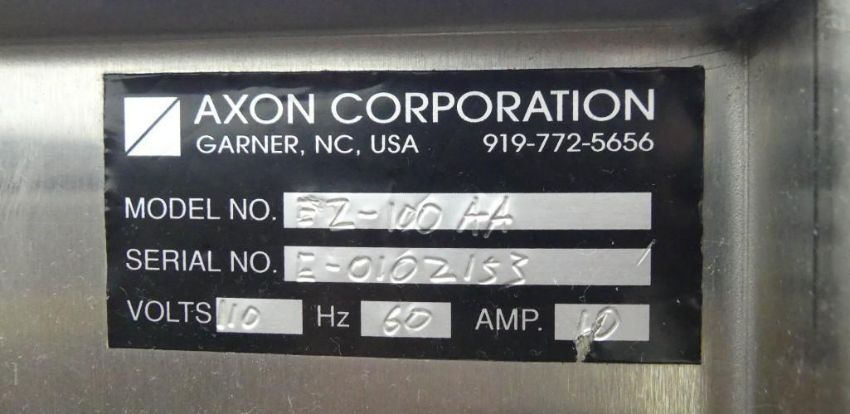 AXON CORPORATION
GARNER, NC, USA 919-772-5656
MODEL NO. EZ-100 AA
SERIAL NO. E-0102153
VOLTS 110 Hz 60 AMP. 10